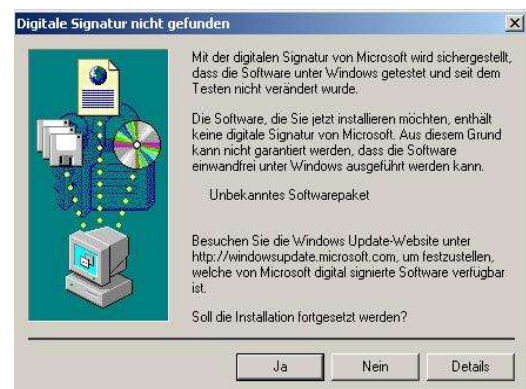 Digitale Signatur nicht gefunden
Mit der digitalen Signatur von Microsoft wird sichergestellt,
dass die Software unter Windows getestet und seit dem
Testen nicht verändert wurde.
Die Software, die Sie jetzt installieren möchten, enthält
keine digitale Signatur von Microsoft. Aus diesem Grund
kann nicht garantiert werden, dass die Software
einwandfrei unter Windows ausgeführt werden kann.
Unbekanntes Softwarepaket
Besuchen Sie die Windows Update-Website unter
http://windowsupdate.microsoft.com, um festzustellen,
welche von Microsoft digital signierte Software verfügbar
ist.
Soll die Installation fortgesetzt werden?
Ja Nein Details